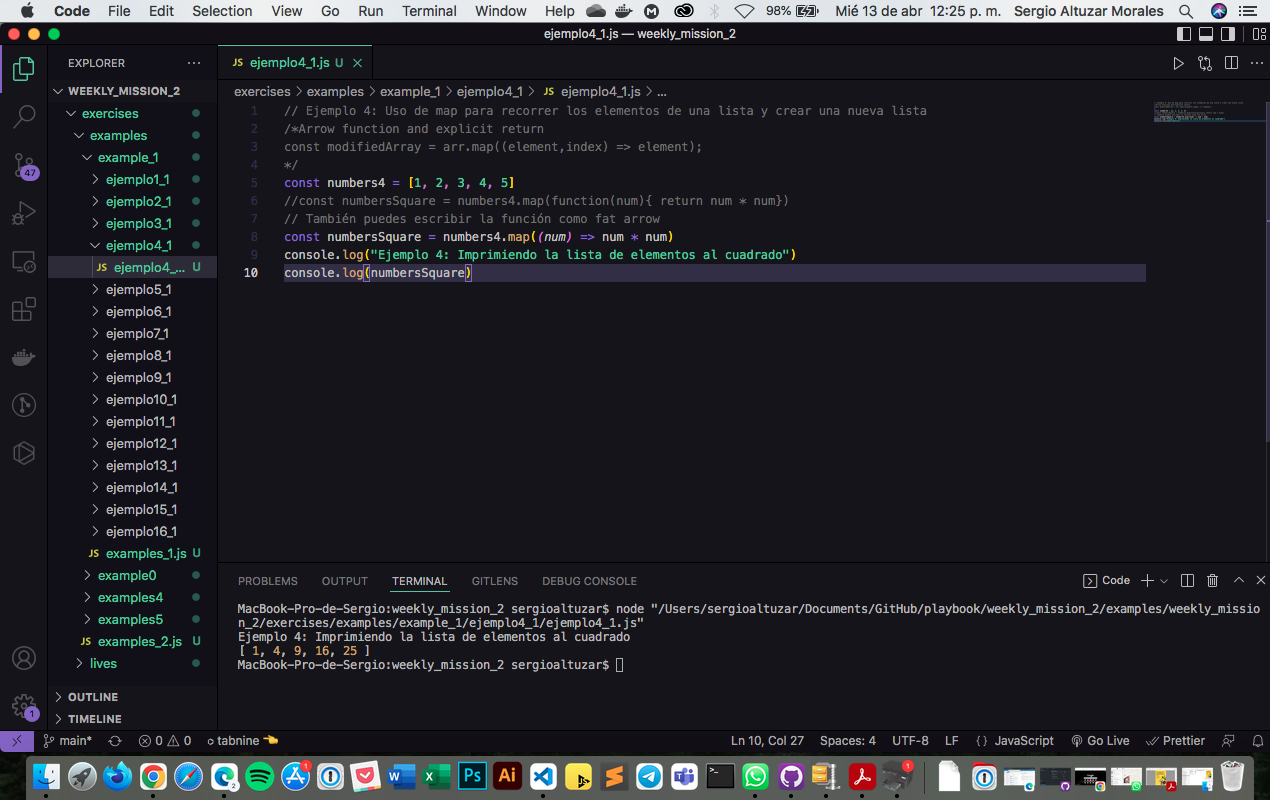 Code File Edit Selection View Go Run Terminal Window Help 98% Mié 13 de abr 12:25 p. m. Sergio Altuzar Morales
ejemplo4_1.js — weekly_mission_2
EXPLORER
WEEKLY_MISSION_2
exercises
examples
example_1
ejemplo1_1
ejemplo2_1
ejemplo3_1
ejemplo4_1
JS ejemplo4_... U
ejemplo5_1
ejemplo6_1
ejemplo7_1
ejemplo8_1
ejemplo9_1
ejemplo10_1
ejemplo11_1
ejemplo12_1
ejemplo13_1
ejemplo14_1
ejemplo15_1
ejemplo16_1
JS examples_1.js U
example0
examples4
examples5
JS examples_2.js U
lives
OUTLINE
TIMELINE
47
1
JS ejemplo4_1.js U
exercises > examples > example_1 > ejemplo4_1 > JS ejemplo4_1.js > ...
1 // Ejemplo 4: Uso de map para recorrer los elementos de una lista y crear una nueva lista
2 /*Arrow function and explicit return
3 const modifiedArray = arr.map((element,index) => element);
4 */
5 const numbers4 = [1, 2, 3, 4, 5]
6 //const numbersSquare = numbers4.map(function(num){ return num * num})
7 // También puedes escribir la función como fat arrow
8 const numbersSquare = numbers4.map((num) => num * num)
9 console.log("Ejemplo 4: Imprimiendo la lista de elementos al cuadrado")
10 console.log(numbersSquare)
PROBLEMS OUTPUT TERMINAL GITLENS DEBUG CONSOLE Code
MacBook-Pro-de-Sergio:weekly_mission_2 sergioaltuzar$ node "/Users/sergioaltuzar/Documents/GitHub/playbook/weekly_mission_2/examples/weekly_missio
n_2/exercises/examples/example_1/ejemplo4_1/ejemplo4_1.js"
Ejemplo 4: Imprimiendo la lista de elementos al cuadrado
[ 1, 4, 9, 16, 25 ]
MacBook-Pro-de-Sergio:weekly_mission_2 sergioaltuzar$
main* 0 0 tabnine Ln 10, Col 27 Spaces: 4 UTF-8 LF {} JavaScript Go Live Prettier
2 1 W X Ps Ai 1